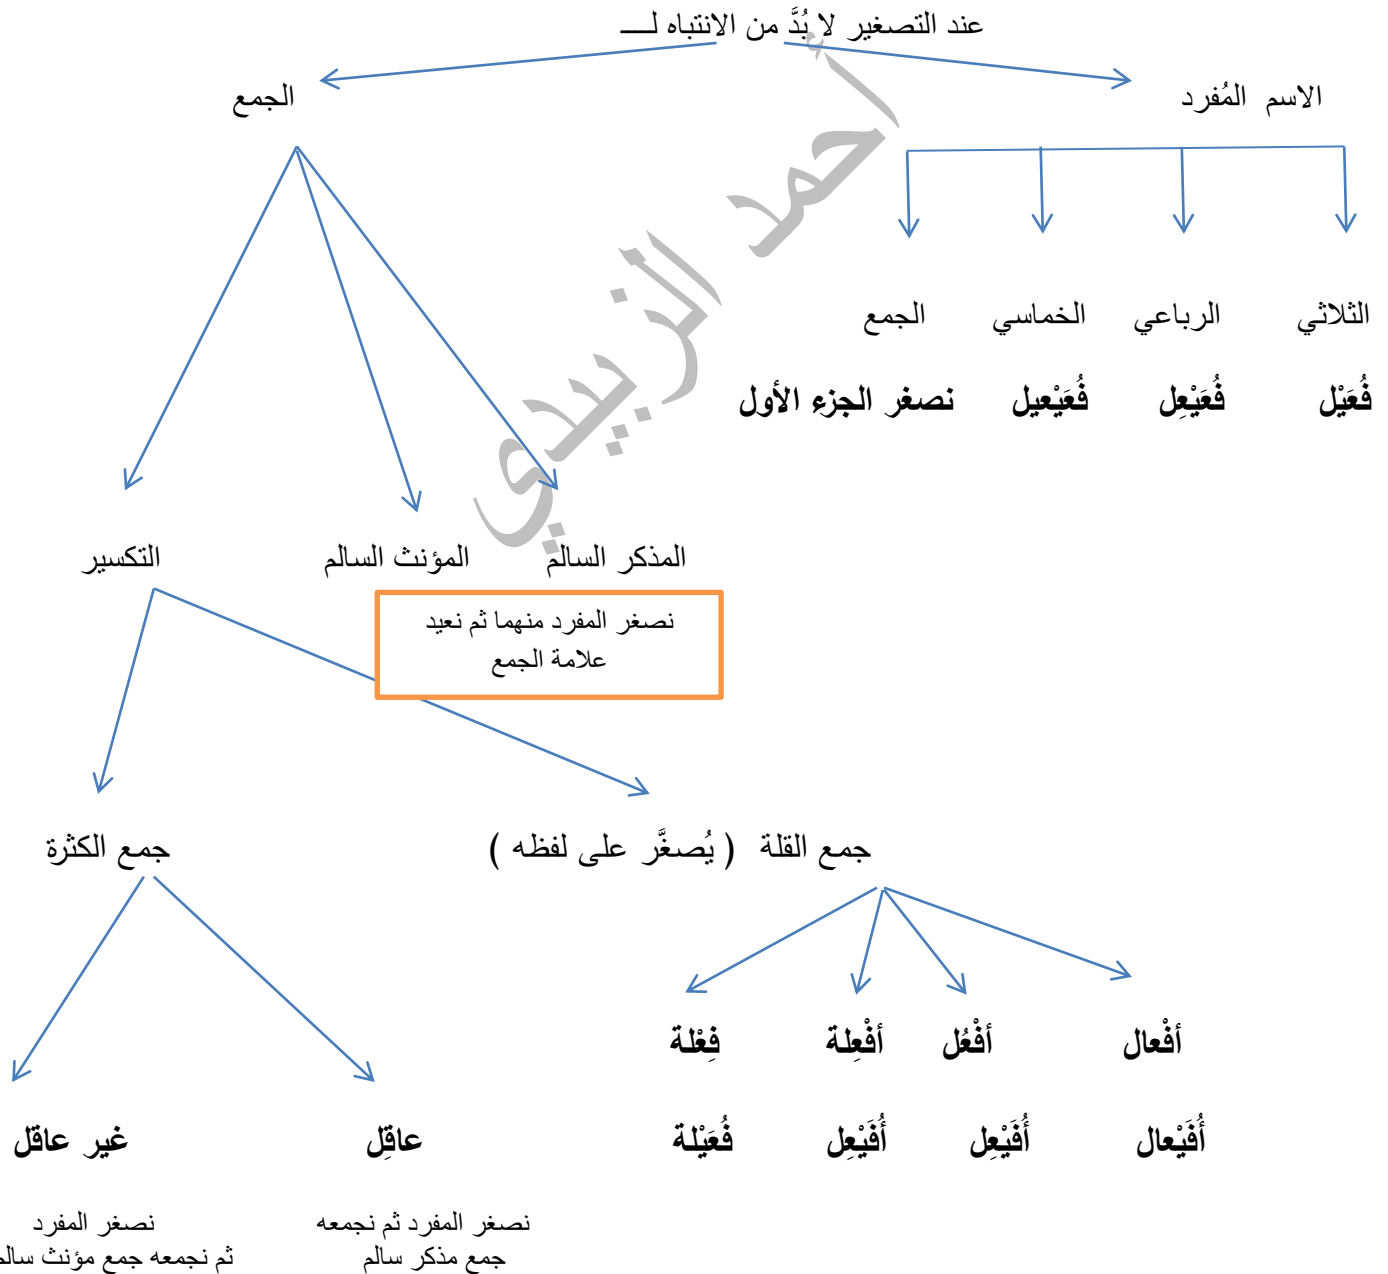 عند التصغير لا بُدَّ من الانتباه لـــ
الاسم المُفرد
الجمع
الثلاثي الرباعي الخماسي الجمع
فُعَيْل فُعَيْعِل فُعَيْعيل نصغر الجزء الأول
أحمد الزبيدي
المذكر السالم المؤنث السالم التكسير
نصغر المفرد منهما ثم نعيد
علامة الجمع
جمع القلة ( يُصغَّر على لفظه ) جمع الكثرة
أفْعال أفْعُل أفْعِلة فِعْلة
أُفَيْعال أُفَيْعِل أُفَيْعِل فُعَيْلة
عاقِل غير عاقل
نصغر المفرد ثم نجمعه
جمع مذكر سالم
نصغر المفرد
ثم نجمعه جمع مؤنث سالم